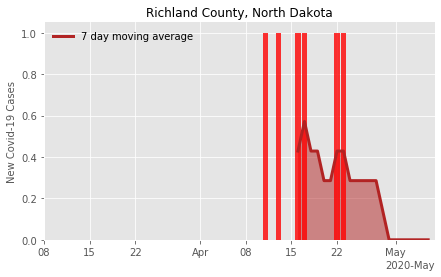 Richland County, North Dakota
7 day moving average
New Covid-19 Cases
1.0
0.8
0.6
0.4
0.2
0.0
08 15 22 Apr 08 15 22 May
2020-May